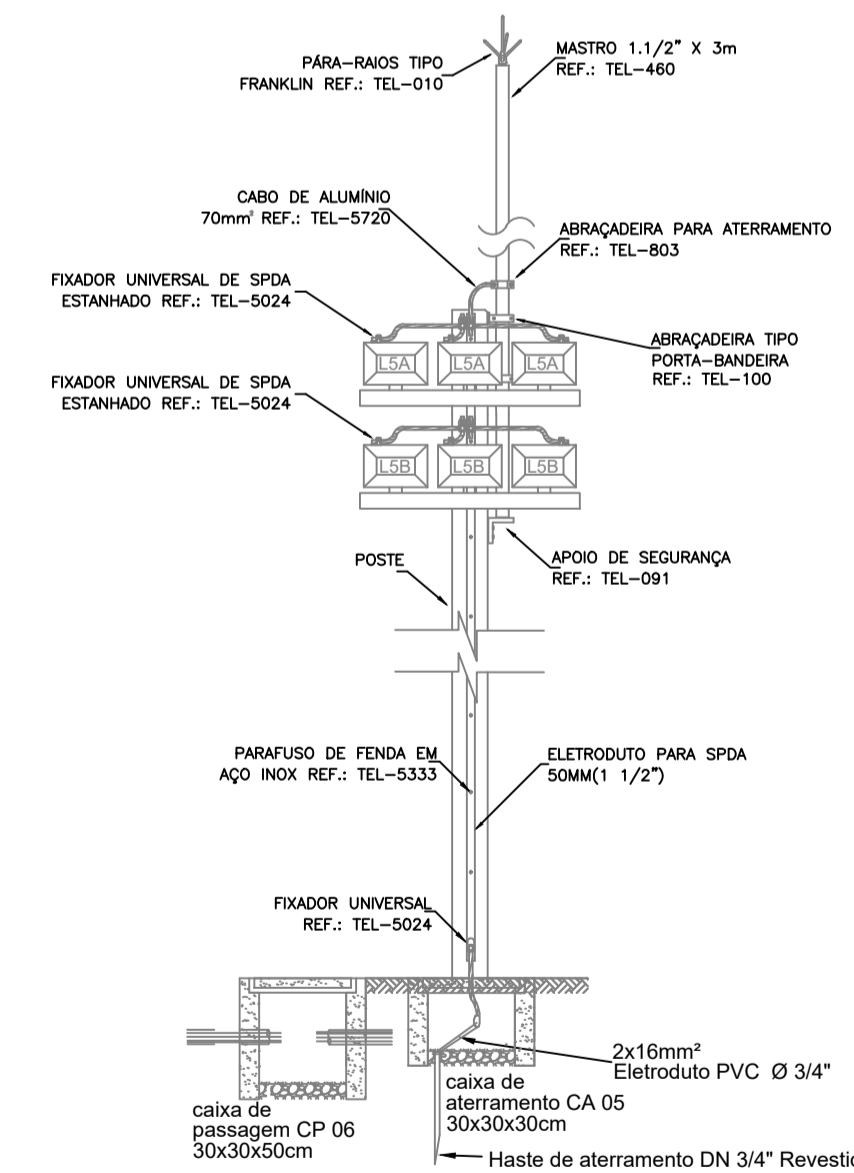 PÁRA-RAIOS TIPO
FRANKLIN REF.: TEL-010
MASTRO 1.1/2" X 3m
REF.: TEL-460
CABO DE ALUMÍNIO
70mm² REF.: TEL-5720
ABRAÇADEIRA PARA ATERRAMENTO
REF.: TEL-803
FIXADOR UNIVERSAL DE SPDA
ESTANHADO REF.: TEL-5024
ABRAÇADEIRA TIPO
PORTA-BANDEIRA
REF.: TEL-100
L5A L5A L5A
FIXADOR UNIVERSAL DE SPDA
ESTANHADO REF.: TEL-5024
L5B L5B L5B
POSTE
APOIO DE SEGURANÇA
REF.: TEL-091
PARAFUSO DE FENDA EM
AÇO INOX REF.: TEL-5333
ELETRODUTO PARA SPDA
50MM(1 1/2")
FIXADOR UNIVERSAL
REF.: TEL-5024
2x16mm²
Eletroduto PVC Ø 3/4"
caixa de
aterramento CA 05
30x30x30cm
caixa de
passagem CP 06
30x30x50cm
Haste de aterramento DN 3/4" Revestid